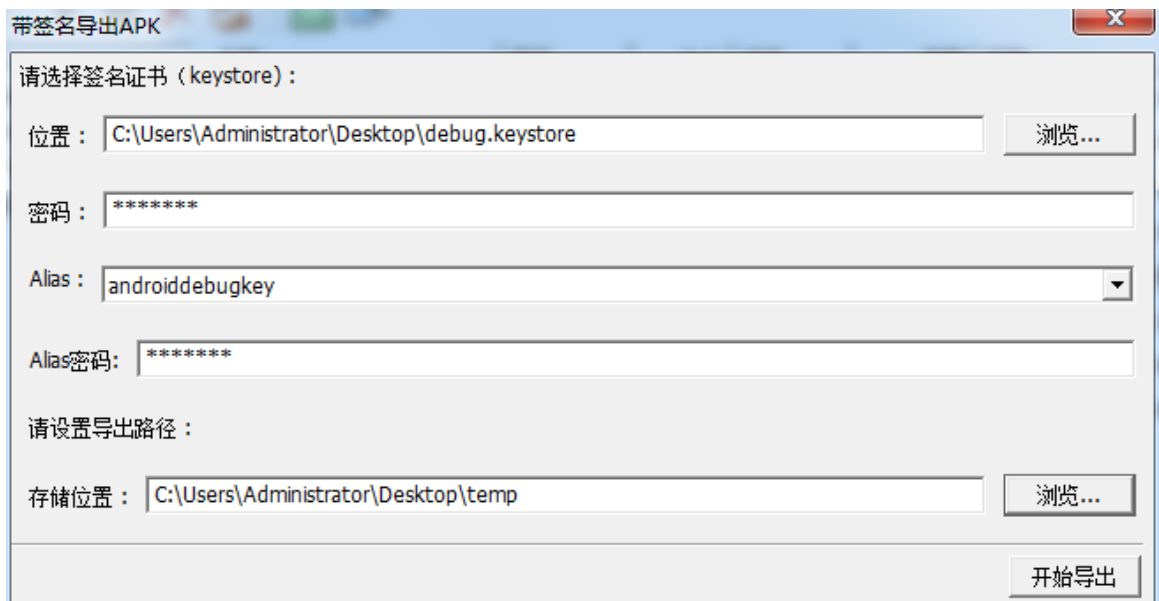 带签名导出APK
请选择签名证书（keystore）:
位置： C:\Users\Administrator\Desktop\debug.keystore 浏览...
密码： *******
Alias： androiddebugkey
Alias密码: *******
请设置导出路径：
存储位置： C:\Users\Administrator\Desktop\temp 浏览...
开始导出